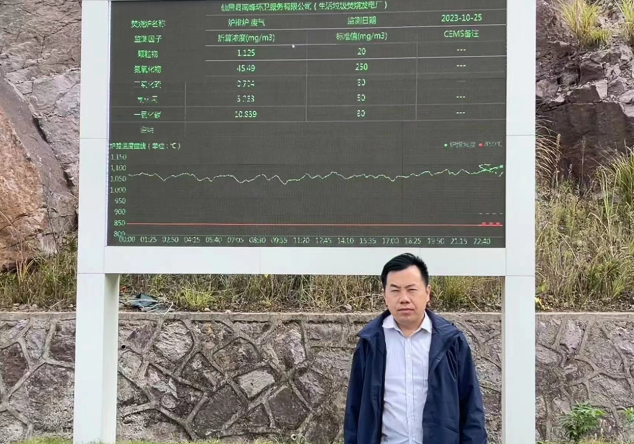 仙居县南峰环卫服务有限公司（生活垃圾焚烧发电厂）
焚烧炉名称 炉排炉 废气 监测日期 2023-10-25
监测因子 折算浓度(mg/m3) 标准值(mg/m3) CEMS备注
颗粒物 1.125 20 ---
氮氧化物 45.49 250 ---
二氧化硫 80 ---
氯化氢 80 ---
一氧化碳 10.839 80 ---
炉膛温度曲线（单位：℃）
1,150
1,100
1,050
1,000
950
900
850
800
00:00 01:25 02:50 04:15 05:40 07:05 08:30 09:55 11:20 12:45 14:10 15:35 17:00 18:25 19:50 21:15 22:40